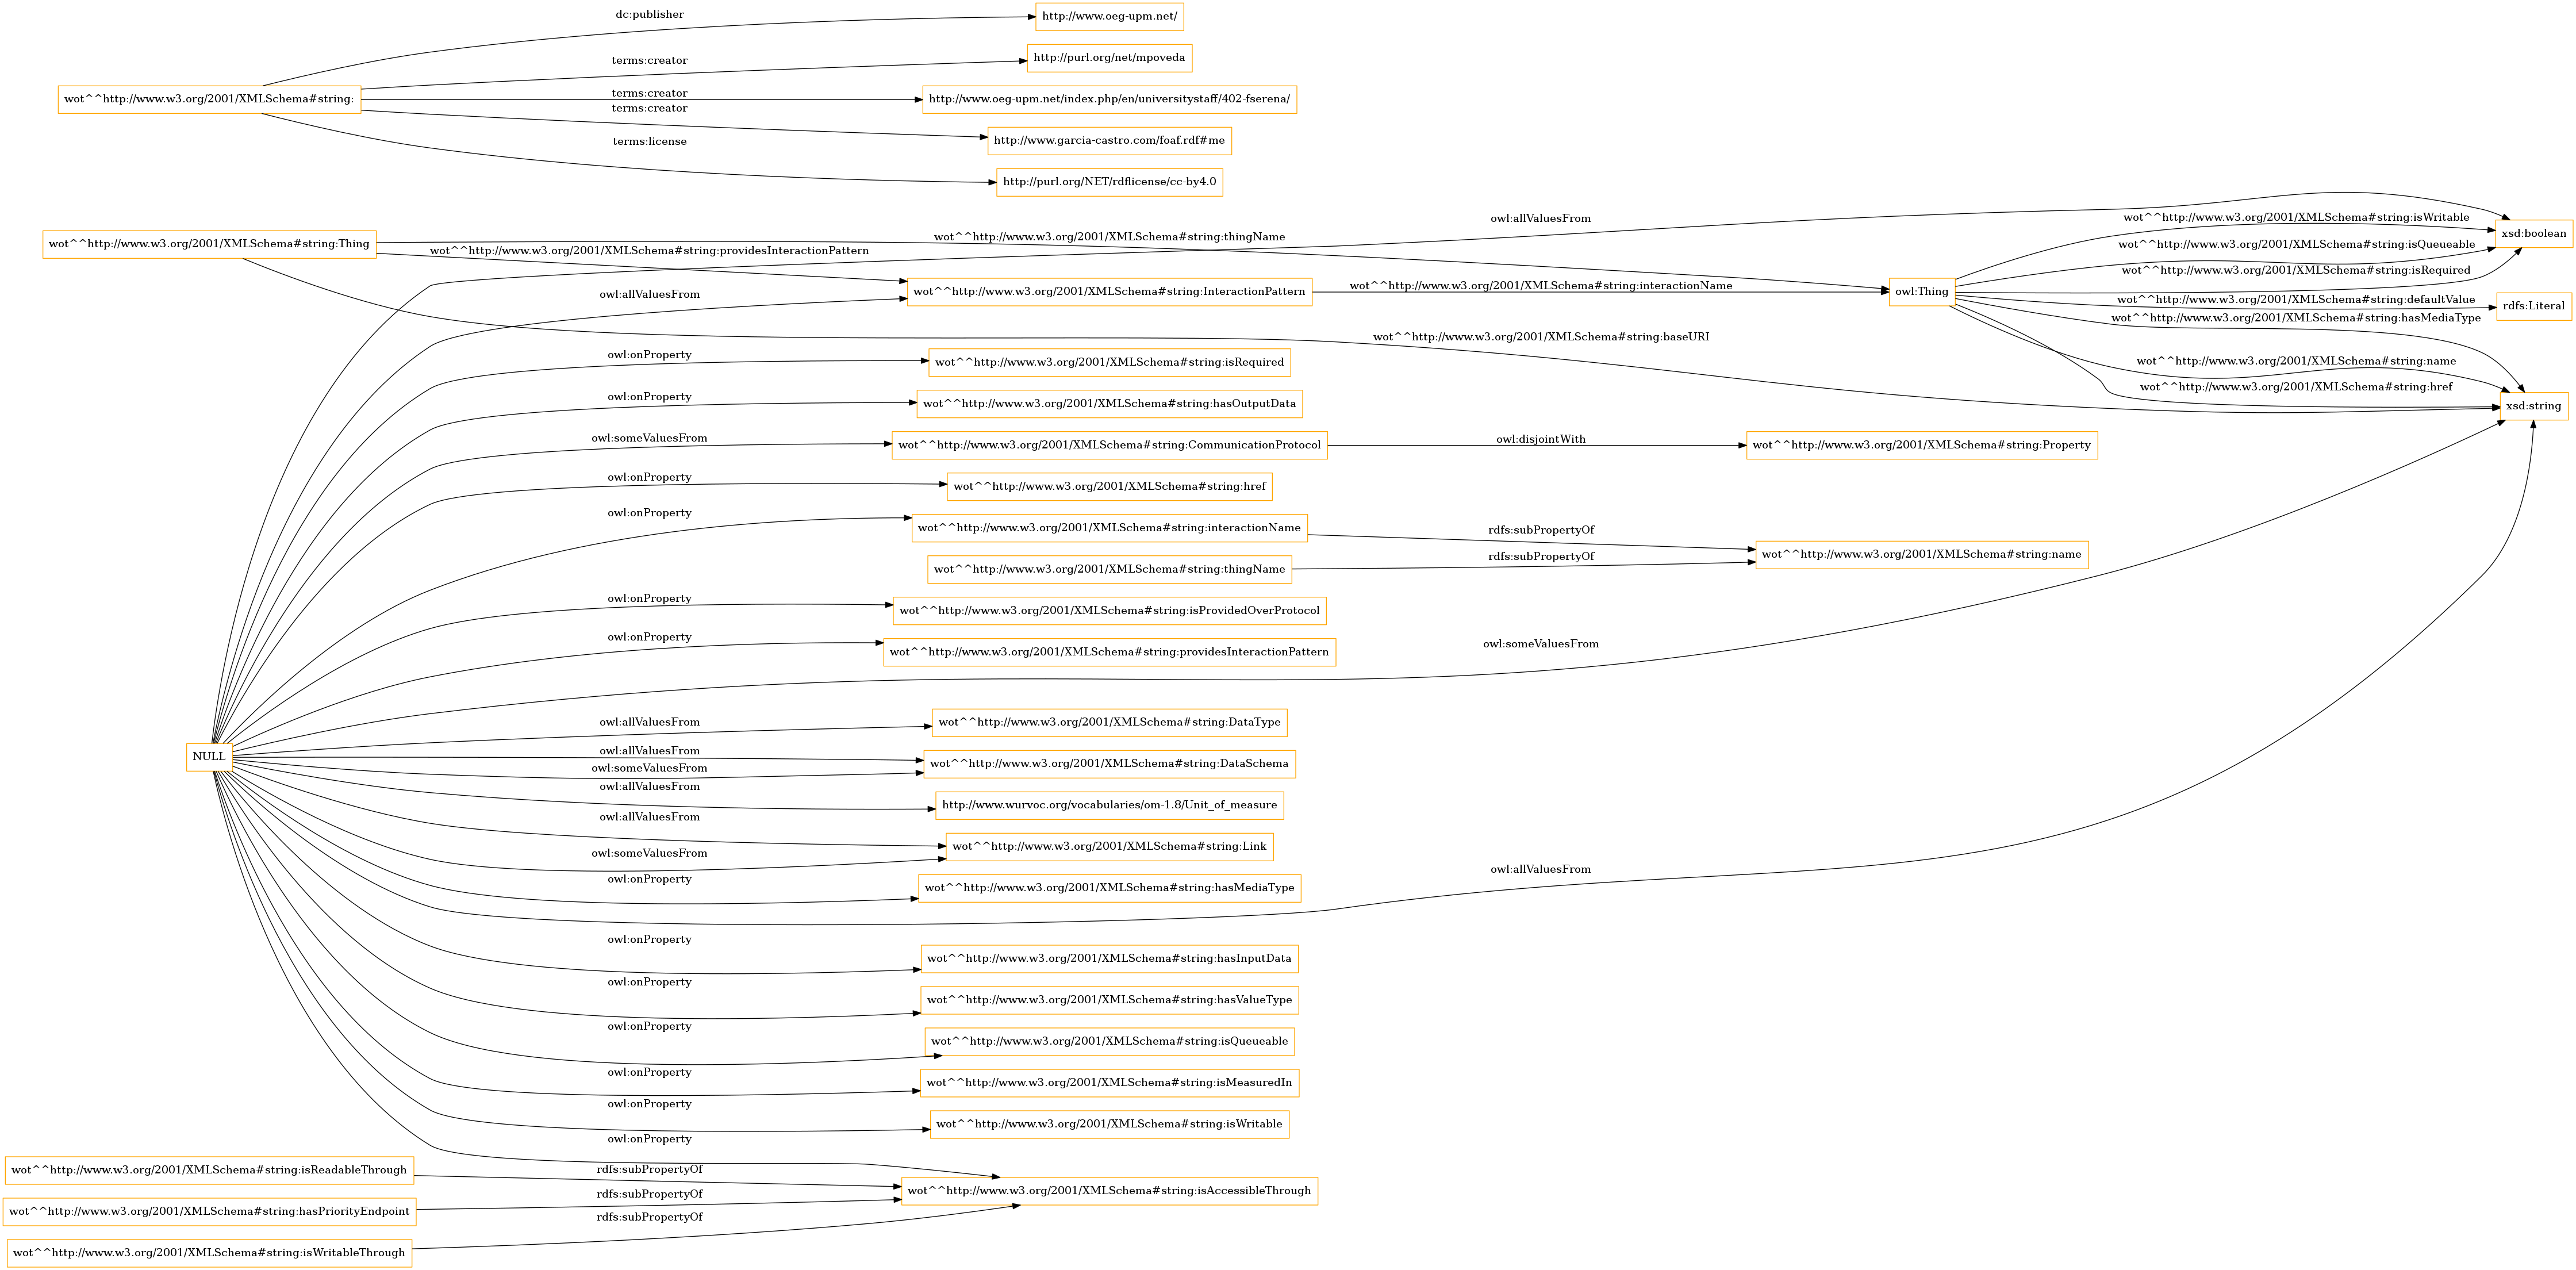 dc:publisher
http://www.oeg-upm.net/
terms:creator
http://purl.org/net/mpoveda
wot^^http://www.w3.org/2001/XMLSchema#string:
terms:creator
http://www.oeg-upm.net/index.php/en/universitystaff/402-fserena/
terms:creator
http://www.garcia-castro.com/foaf.rdf#me
terms:license
http://purl.org/NET/rdflicense/cc-by4.0
owl:allValuesFrom
wot^^http://www.w3.org/2001/XMLSchema#string:isWritable
xsd:boolean
wot^^http://www.w3.org/2001/XMLSchema#string:Thing
wot^^http://www.w3.org/2001/XMLSchema#string:thingName
wot^^http://www.w3.org/2001/XMLSchema#string:isQueueable
wot^^http://www.w3.org/2001/XMLSchema#string:providesInteractionPattern
wot^^http://www.w3.org/2001/XMLSchema#string:isRequired
owl:allValuesFrom
wot^^http://www.w3.org/2001/XMLSchema#string:InteractionPattern
wot^^http://www.w3.org/2001/XMLSchema#string:interactionName
owl:Thing
wot^^http://www.w3.org/2001/XMLSchema#string:defaultValue
rdfs:Literal
wot^^http://www.w3.org/2001/XMLSchema#string:hasMediaType
wot^^http://www.w3.org/2001/XMLSchema#string:baseURI
owl:onProperty
wot^^http://www.w3.org/2001/XMLSchema#string:isRequired
wot^^http://www.w3.org/2001/XMLSchema#string:name
wot^^http://www.w3.org/2001/XMLSchema#string:href
owl:onProperty
wot^^http://www.w3.org/2001/XMLSchema#string:hasOutputData
xsd:string
owl:someValuesFrom
wot^^http://www.w3.org/2001/XMLSchema#string:CommunicationProtocol
owl:disjointWith
wot^^http://www.w3.org/2001/XMLSchema#string:Property
owl:onProperty
wot^^http://www.w3.org/2001/XMLSchema#string:href
owl:onProperty
wot^^http://www.w3.org/2001/XMLSchema#string:interactionName
rdfs:subPropertyOf
wot^^http://www.w3.org/2001/XMLSchema#string:name
wot^^http://www.w3.org/2001/XMLSchema#string:thingName
rdfs:subPropertyOf
owl:onProperty
wot^^http://www.w3.org/2001/XMLSchema#string:isProvidedOverProtocol
owl:onProperty
wot^^http://www.w3.org/2001/XMLSchema#string:providesInteractionPattern
owl:someValuesFrom
owl:allValuesFrom
wot^^http://www.w3.org/2001/XMLSchema#string:DataType
NULL
owl:allValuesFrom
wot^^http://www.w3.org/2001/XMLSchema#string:DataSchema
owl:someValuesFrom
owl:allValuesFrom
http://www.wurvoc.org/vocabularies/om-1.8/Unit_of_measure
owl:allValuesFrom
wot^^http://www.w3.org/2001/XMLSchema#string:Link
owl:someValuesFrom
owl:allValuesFrom
owl:onProperty
wot^^http://www.w3.org/2001/XMLSchema#string:hasMediaType
owl:onProperty
wot^^http://www.w3.org/2001/XMLSchema#string:hasInputData
owl:onProperty
wot^^http://www.w3.org/2001/XMLSchema#string:hasValueType
owl:onProperty
wot^^http://www.w3.org/2001/XMLSchema#string:isQueueable
owl:onProperty
wot^^http://www.w3.org/2001/XMLSchema#string:isMeasuredIn
owl:onProperty
wot^^http://www.w3.org/2001/XMLSchema#string:isWritable
owl:onProperty
wot^^http://www.w3.org/2001/XMLSchema#string:isReadableThrough
rdfs:subPropertyOf
wot^^http://www.w3.org/2001/XMLSchema#string:isAccessibleThrough
rdfs:subPropertyOf
wot^^http://www.w3.org/2001/XMLSchema#string:hasPriorityEndpoint
rdfs:subPropertyOf
wot^^http://www.w3.org/2001/XMLSchema#string:isWritableThrough